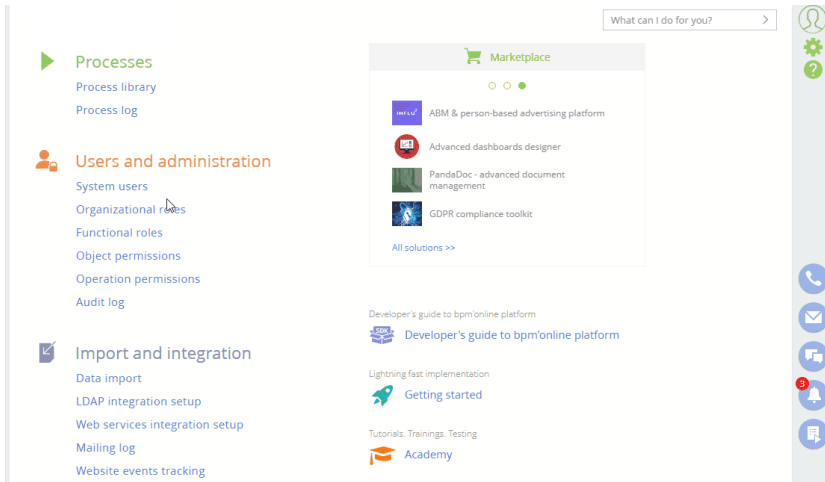 What can I do for you?
Processes
Process library
Process log
Users and administration
System users
Organizational roles
Functional roles
Object permissions
Operation permissions
Audit log
Import and integration
Data import
LDAP integration setup
Web services integration setup
Mailing log
Website events tracking
Marketplace
INFLU2
ABM & person-based advertising platform
Advanced dashboards designer
PandaDoc - advanced document
management
GDPR compliance toolkit
All solutions >>
Developer's guide to bpm'online platform
SDK
Developer's guide to bpm'online platform
Lightning fast implementation
Getting started
Tutorials. Trainings. Testing
Academy
?
3